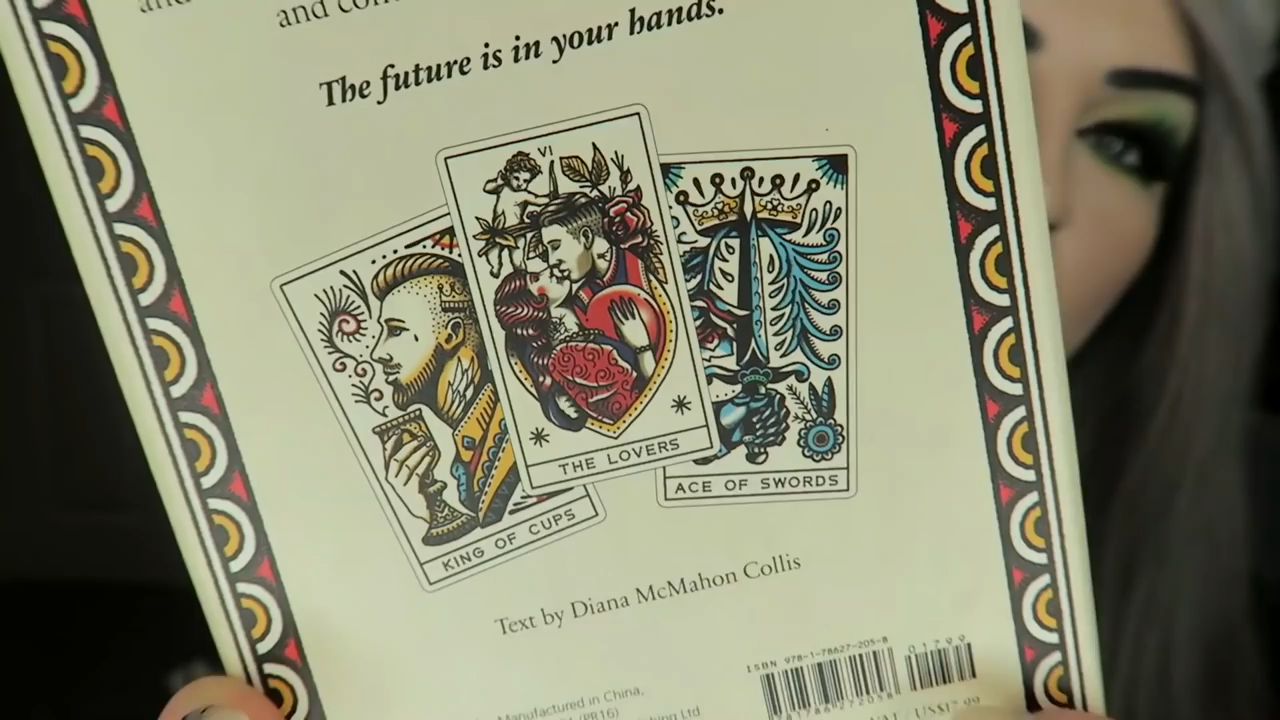 and
The future is in your hands.
VI
THE LOVERS
KING OF CUPS
ACE OF SWORDS
Text by Diana McMahon Collis
ISBN 978-1-78627-205-8
01799
Manufactured in China,